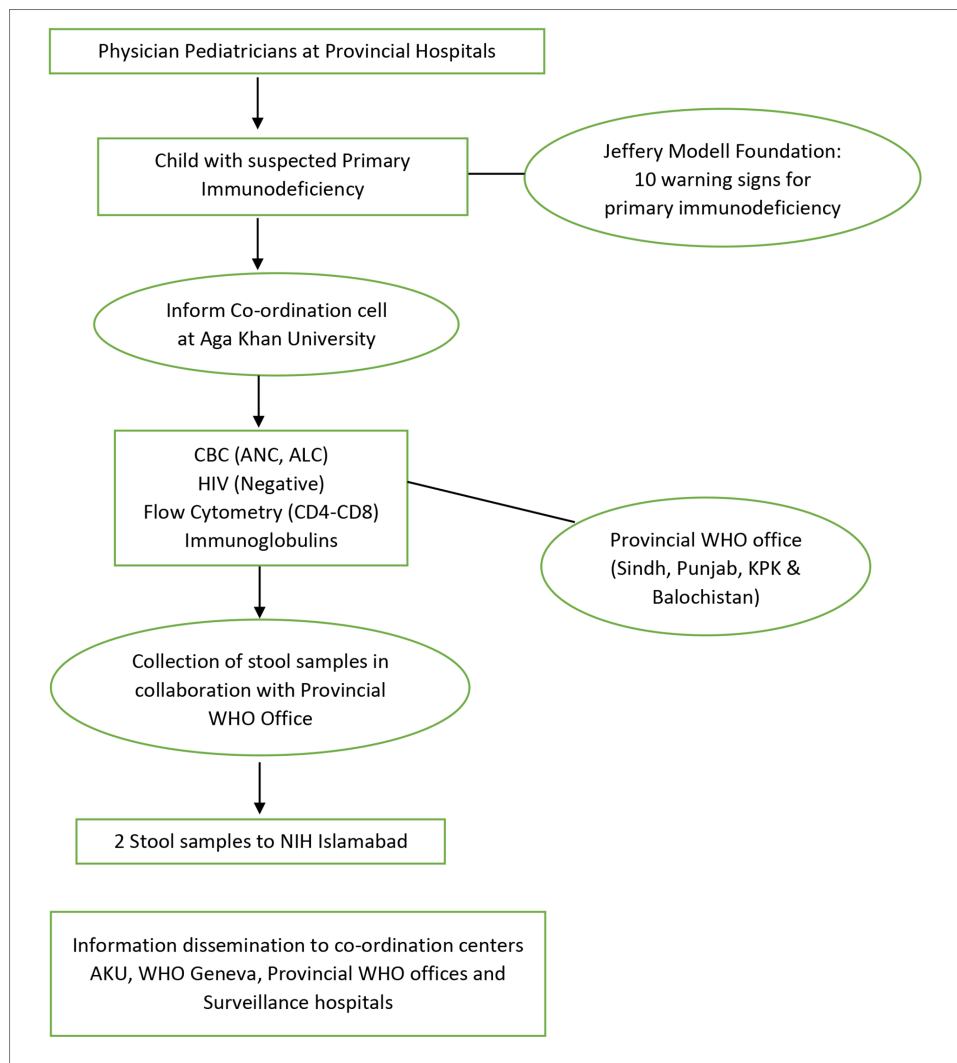 Physician Pediatricians at Provincial Hospitals
Child with suspected Primary
Immunodeficiency
Jeffery Modell Foundation:
10 warning signs for
primary immunodeficiency
Inform Co-ordination cell
at Aga Khan University
CBC (ANC, ALC)
HIV (Negative)
Flow Cytometry (CD4-CD8)
Immunoglobulins
Provincial WHO office
(Sindh, Punjab, KPK &
Balochistan)
Collection of stool samples in
collaboration with Provincial
WHO Office
2 Stool samples to NIH Islamabad
Information dissemination to co-ordination centers
AKU, WHO Geneva, Provincial WHO offices and
Surveillance hospitals